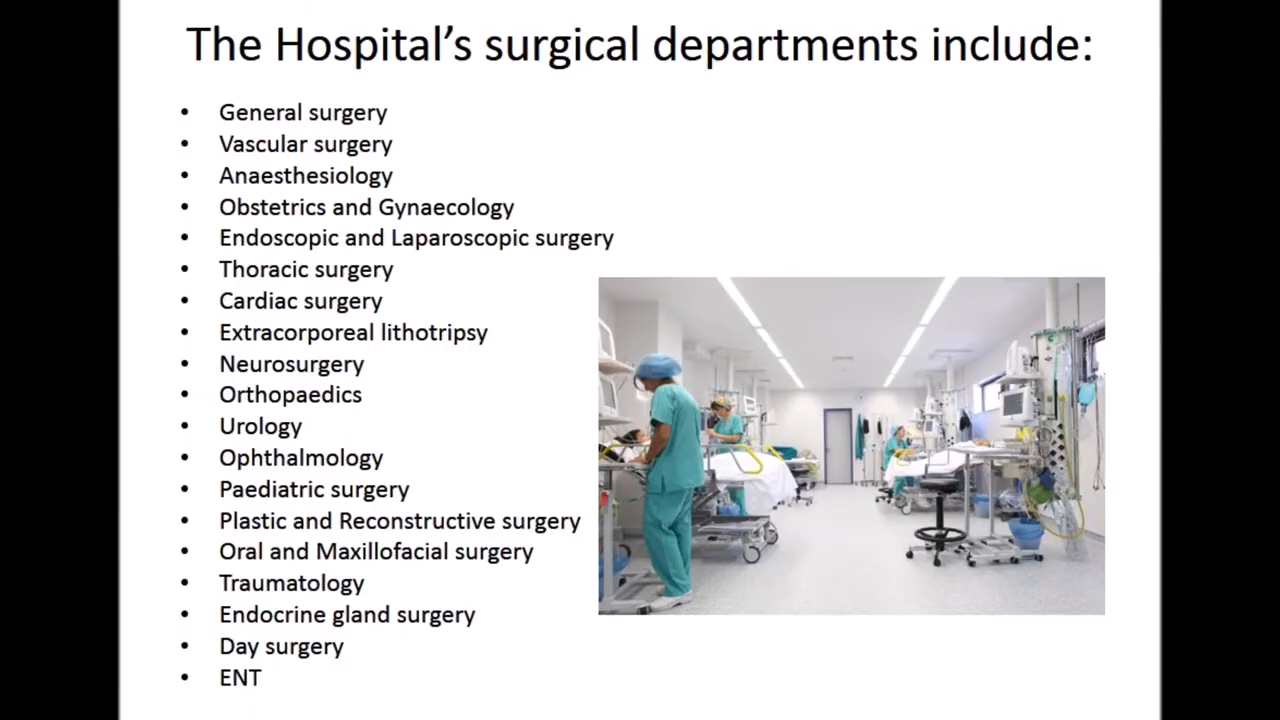 The Hospital's surgical departments include:
• General surgery
• Vascular surgery
• Anaesthesiology
• Obstetrics and Gynaecology
• Endoscopic and Laparoscopic surgery
• Thoracic surgery
• Cardiac surgery
• Extracorporeal lithotripsy
• Neurosurgery
• Orthopaedics
• Urology
• Ophthalmology
• Paediatric surgery
• Plastic and Reconstructive surgery
• Oral and Maxillofacial surgery
• Traumatology
• Endocrine gland surgery
• Day surgery
• ENT